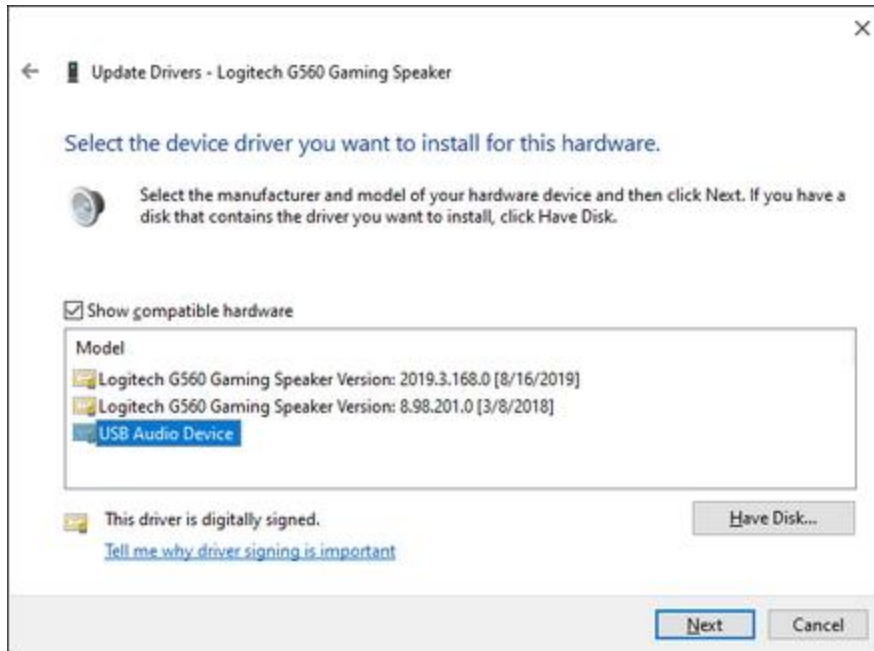 Update Drivers - Logitech G560 Gaming Speaker
Select the device driver you want to install for this hardware.
Select the manufacturer and model of your hardware device and then click Next. If you have a
disk that contains the driver you want to install, click Have Disk.
Show compatible hardware
Model
Logitech G560 Gaming Speaker Version: 2019.3.168.0 [8/16/2019]
Logitech G560 Gaming Speaker Version: 8.98.201.0 [3/8/2018]
USB Audio Device
This driver is digitally signed.
Have Disk...
Tell me why driver signing is important
Next
Cancel